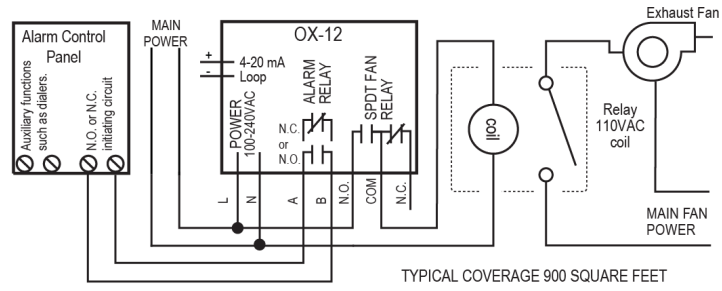 Exhaust Fan
MAIN
POWER
OX-12
Alarm Control
Panel
+
-
4-20 mA
Loop
ALARM
RELAY
SPDT FAN
RELAY
Auxiliary functions
such as dialers.
N.O. or N.C.
initiating circuit
POWER
100-240VAC
N.C.
or
N.O.
coil
Relay
110VAC
coil
L
N
A
B
N.O.
COM
N.C.
MAIN FAN
POWER
TYPICAL COVERAGE 900 SQUARE FEET